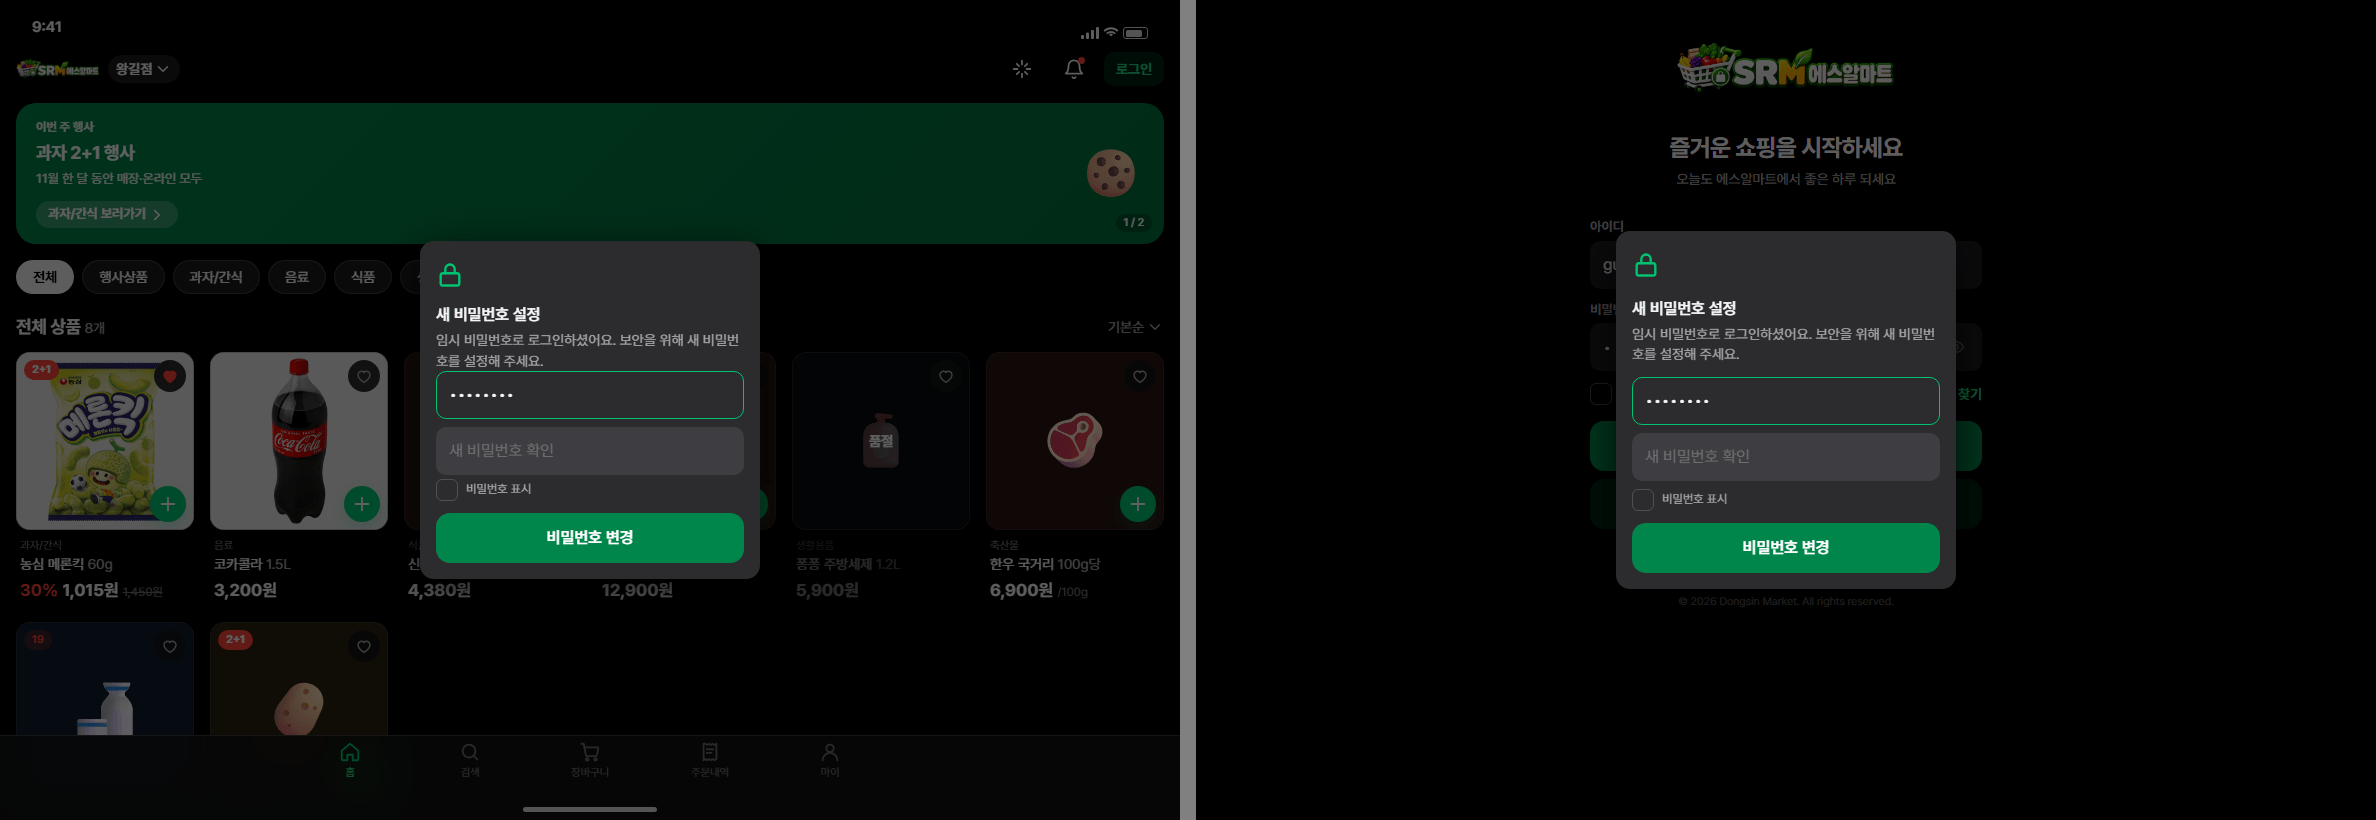 9:41
SRM 에스알마트
왕길점
로그인
이번 주 행사
과자 2+1 행사
11월 한 달 동안 매장·온라인 모두
과자/간식 보러가기
1 / 2
전체
행사상품
과자/간식
음료
식품
전체 상품 8개
기본순
새 비밀번호 설정
임시 비밀번호로 로그인하셨어요. 보안을 위해 새 비밀번
호를 설정해 주세요.
••••••••
새 비밀번호 확인
비밀번호 표시
비밀번호 변경
2+1
농심
메론킥
Coca-Cola
품절
과자/간식
농심 메론킥 60g
30% 1,015원 1,450원
음료
코카콜라 1.5L
3,200원
신
4,380원
12,900원
생활용품
퐁퐁 주방세제 1.2L
5,900원
축산물
한우 국거리 100g당
6,900원 /100g
19
2+1
홈
검색
장바구니
주문내역
마이
SRM 에스알마트
즐거운 쇼핑을 시작하세요
오늘도 에스알마트에서 좋은 하루 되세요
아이디
gu
비밀
찾기
새 비밀번호 설정
임시 비밀번호로 로그인하셨어요. 보안을 위해 새 비밀번
호를 설정해 주세요.
••••••••
새 비밀번호 확인
비밀번호 표시
비밀번호 변경
© 2026 Dongsin Market. All rights reserved.